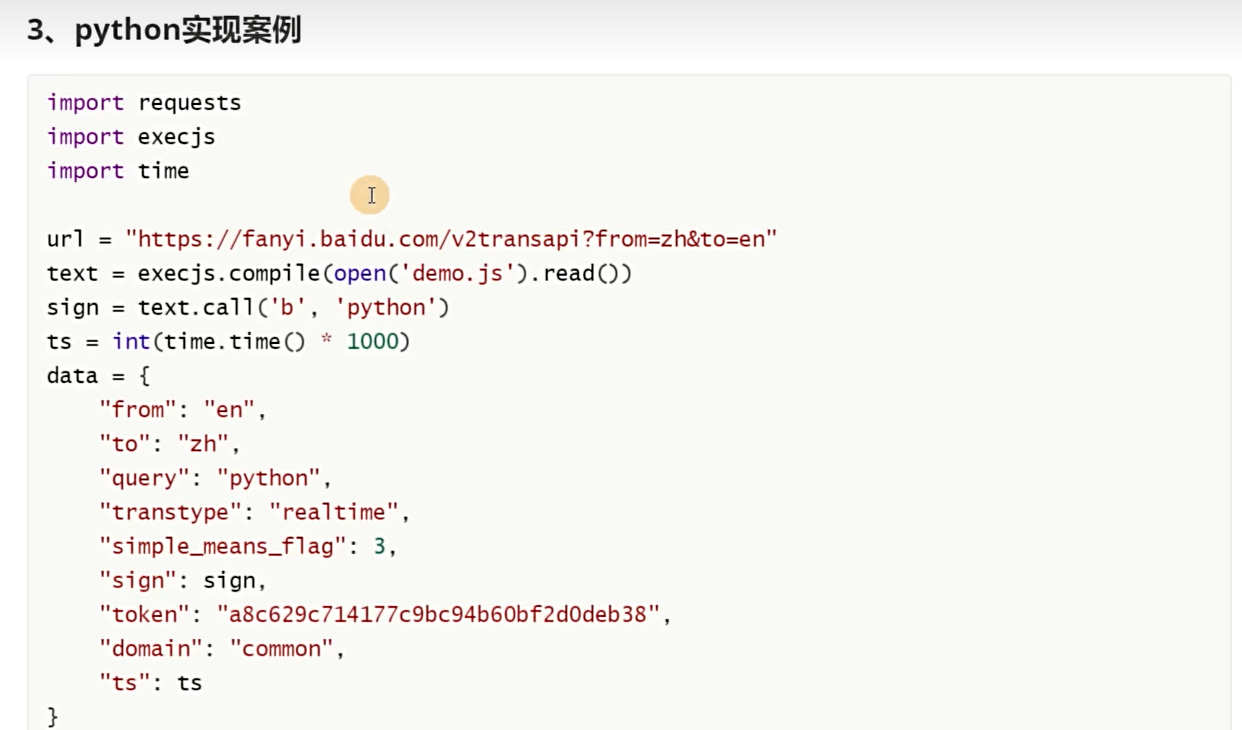 3、python实现案例
import requests
import execjs
import time
url = "https://fanyi.baidu.com/v2transapi?from=zh&to=en"
text = execjs.compile(open('demo.js').read())
sign = text.call('b', 'python')
ts = int(time.time() * 1000)
data = {
    "from": "en",
    "to": "zh",
    "query": "python",
    "transtype": "realtime",
    "simple_means_flag": 3,
    "sign": sign,
    "token": "a8c629c714177c9bc94b60bf2d0deb38",
    "domain": "common",
    "ts": ts
}